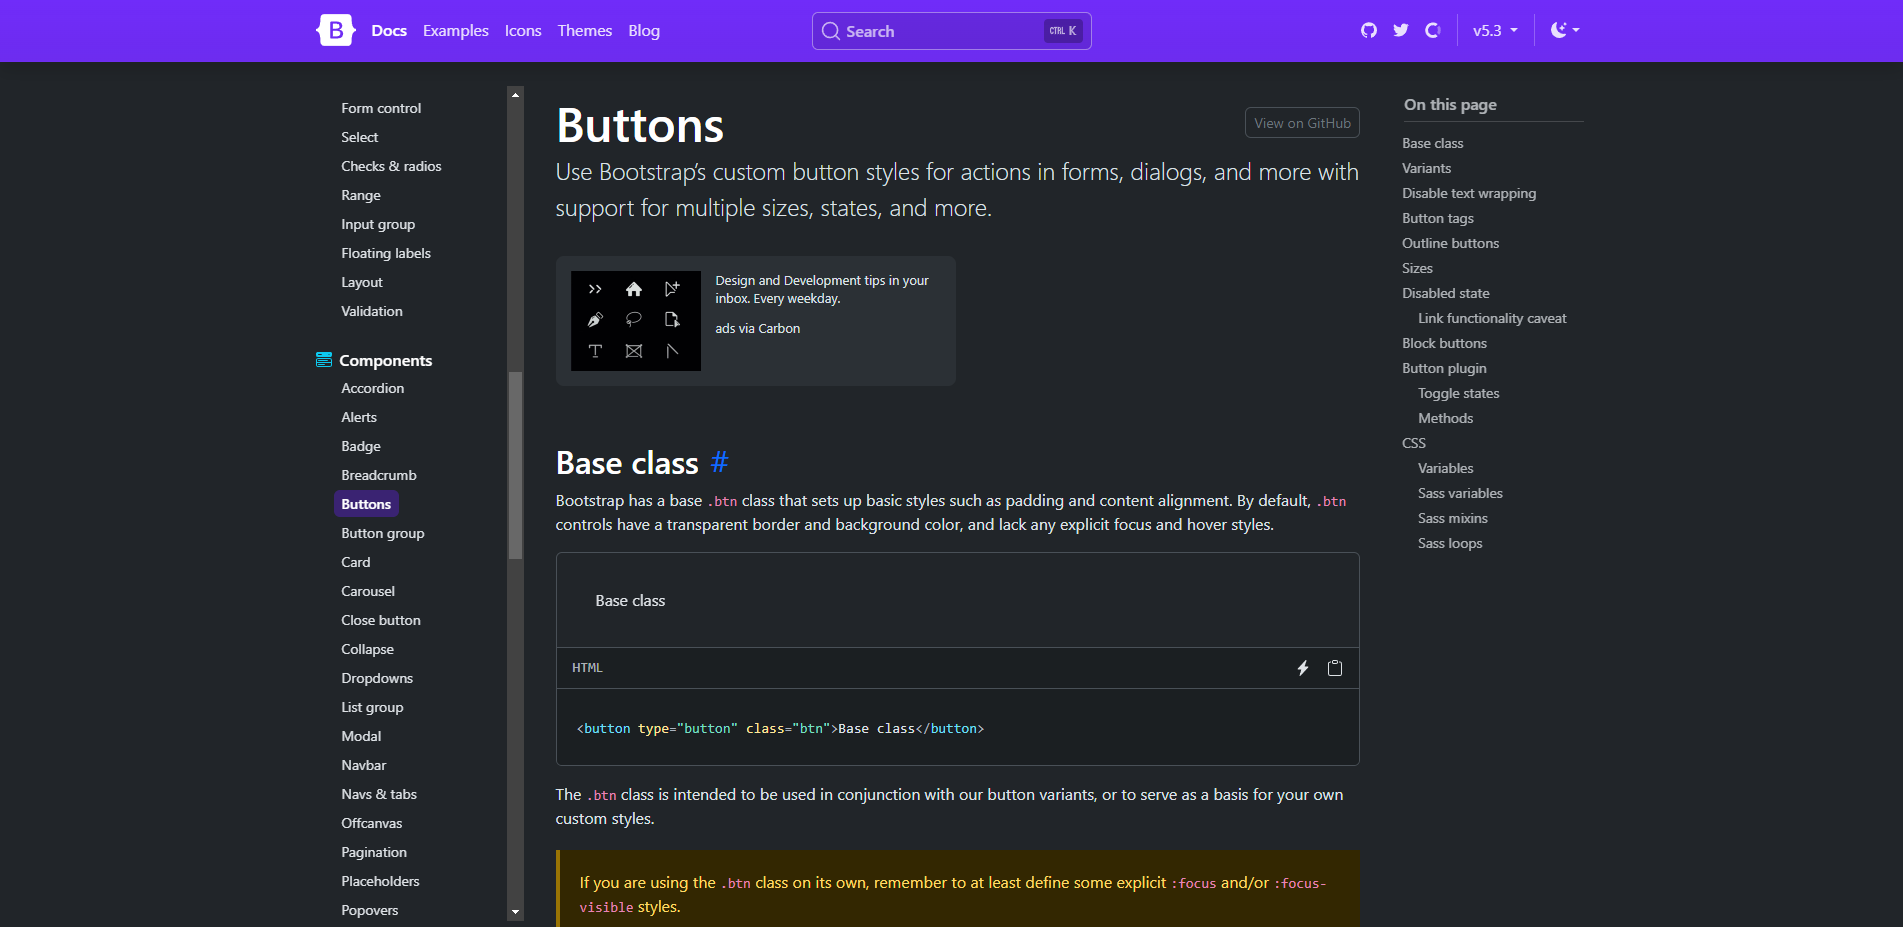 B
Docs
Examples
Icons
Themes
Blog
Search
CTRL K
v5.3
Form control
Select
Checks & radios
Range
Input group
Floating labels
Layout
Validation
Components
Accordion
Alerts
Badge
Breadcrumb
Buttons
Button group
Card
Carousel
Close button
Collapse
Dropdowns
List group
Modal
Navbar
Navs & tabs
Offcanvas
Pagination
Placeholders
Popovers
Buttons
View on GitHub
Use Bootstrap’s custom button styles for actions in forms, dialogs, and more with
support for multiple sizes, states, and more.
Design and Development tips in your
inbox. Every weekday.
ads via Carbon
Base class #
Bootstrap has a base .btn class that sets up basic styles such as padding and content alignment. By default, .btn
controls have a transparent border and background color, and lack any explicit focus and hover styles.
Base class
HTML
<button type="button" class="btn">Base class</button>
The .btn class is intended to be used in conjunction with our button variants, or to serve as a basis for your own
custom styles.
If you are using the .btn class on its own, remember to at least define some explicit :focus and/or :focus-
visible styles.
On this page
Base class
Variants
Disable text wrapping
Button tags
Outline buttons
Sizes
Disabled state
Link functionality caveat
Block buttons
Button plugin
Toggle states
Methods
CSS
Variables
Sass variables
Sass mixins
Sass loops